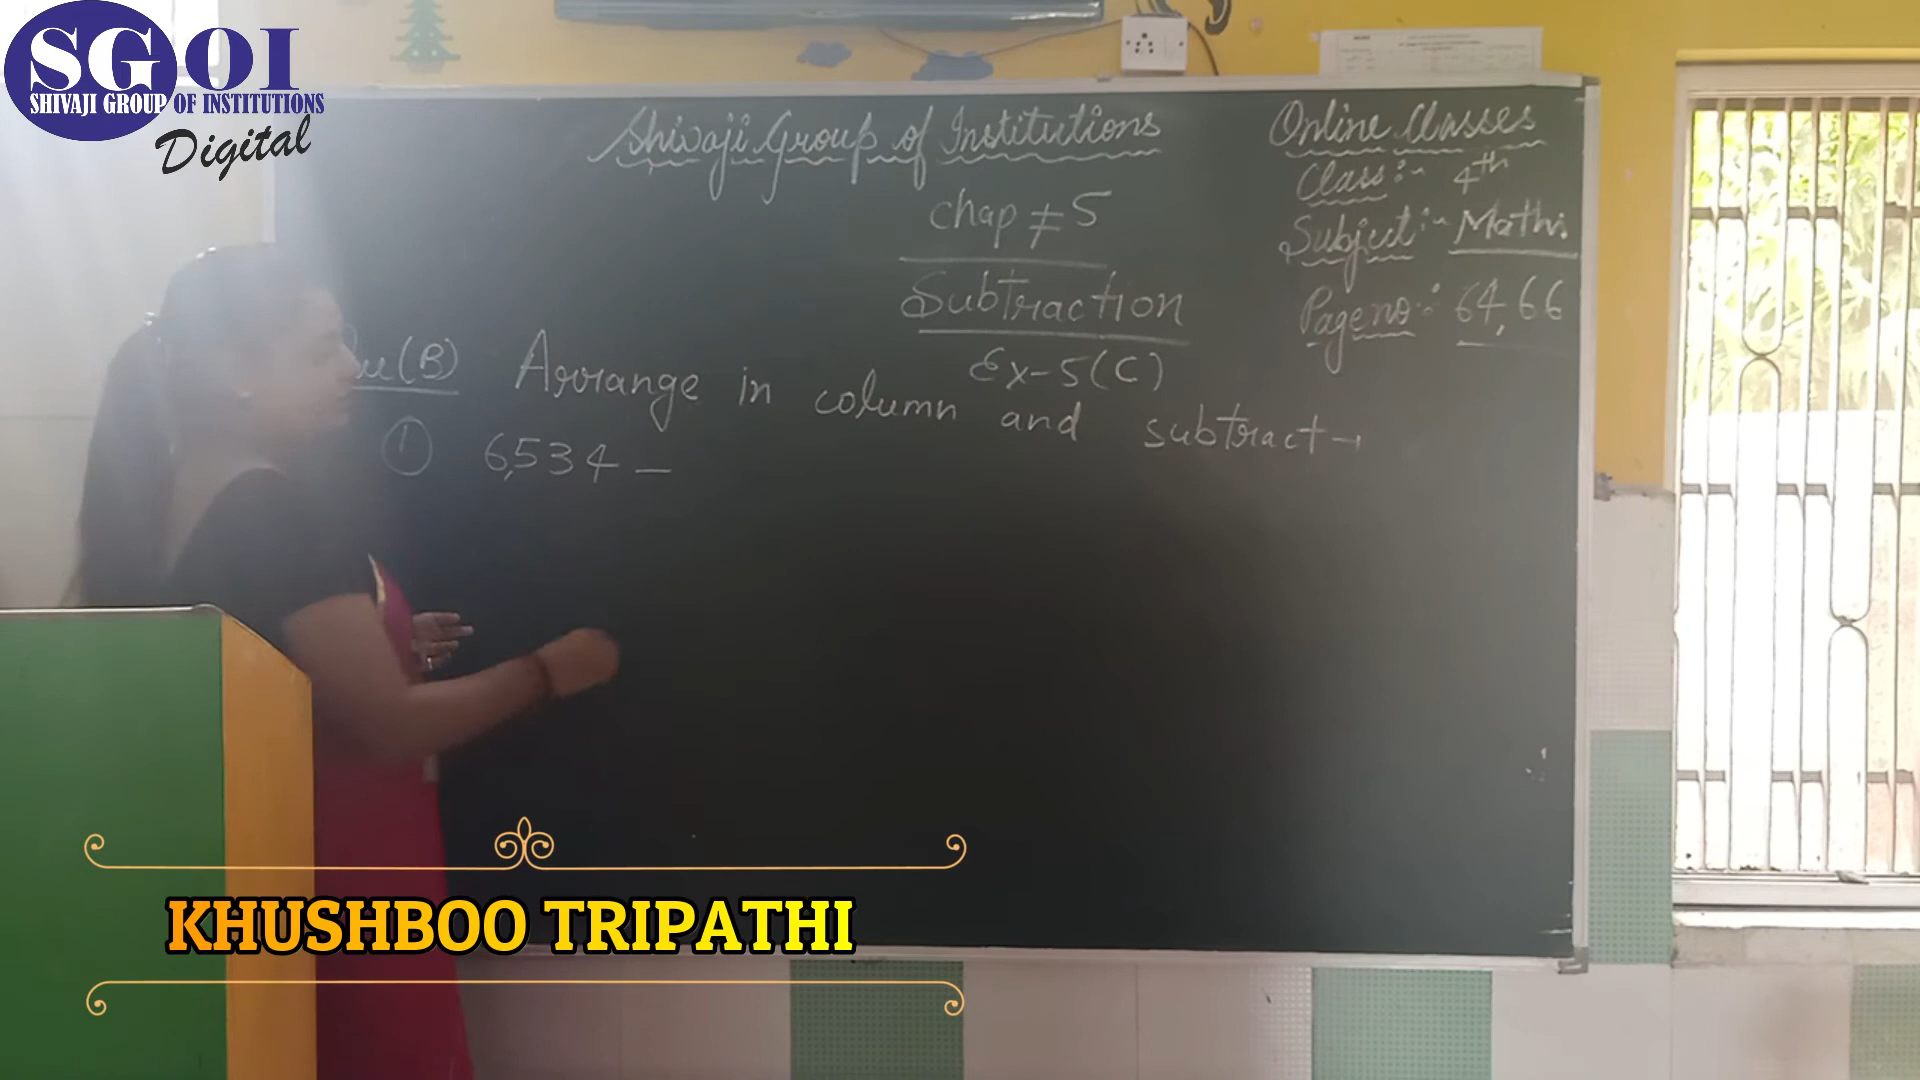 SGOI
SHIVAJI GROUP OF INSTITUTIONS
Digital
Shivaji Group of Institutions
Online Classes
Class :- 4th
Subject :- Maths
Page no :- 64, 66
chap ≠ 5
Subtraction
Ex-5(C)
(B) Arrange in column and subtract →
① 6,534 —
KHUSHBOO TRIPATHI